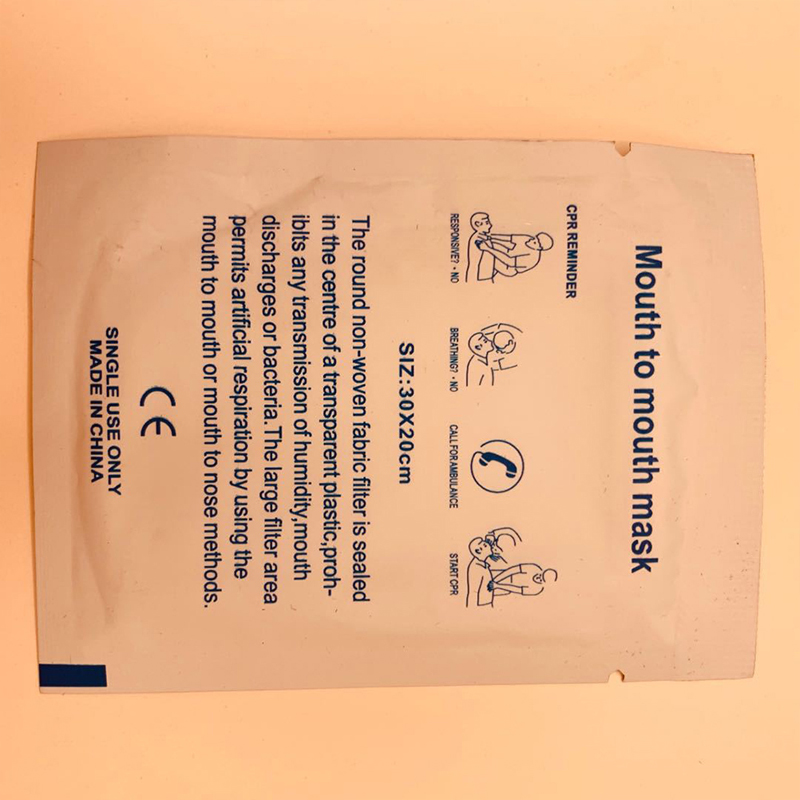 Mouth to mouth mask
CPR REMINDER
RESPONSIVE? - NO
BREATHING? - NO
CALL FOR AMBULANCE
START CPR
SIZ:30X20cm
The round non-woven fabric filter is sealed
in the centre of a transparent plastic,proh-
iblts any transmission of humidity,mouth
discharges or bacteria.The large filter area
permits artificial respiration by using the
mouth to mouth or mouth to nose methods.
CE
SINGLE USE ONLY
MADE IN CHINA